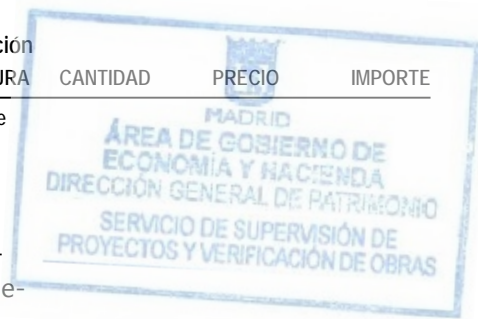 ción
URA CANTIDAD PRECIO IMPORTE
e
MADRID
ÁREA DE GOBIERNO DE
ECONOMÍA Y HACIENDA
DIRECCIÓN GENERAL DE PATRIMONIO
SERVICIO DE SUPERVISIÓN DE
PROYECTOS Y VERIFICACIÓN DE OBRAS
e-